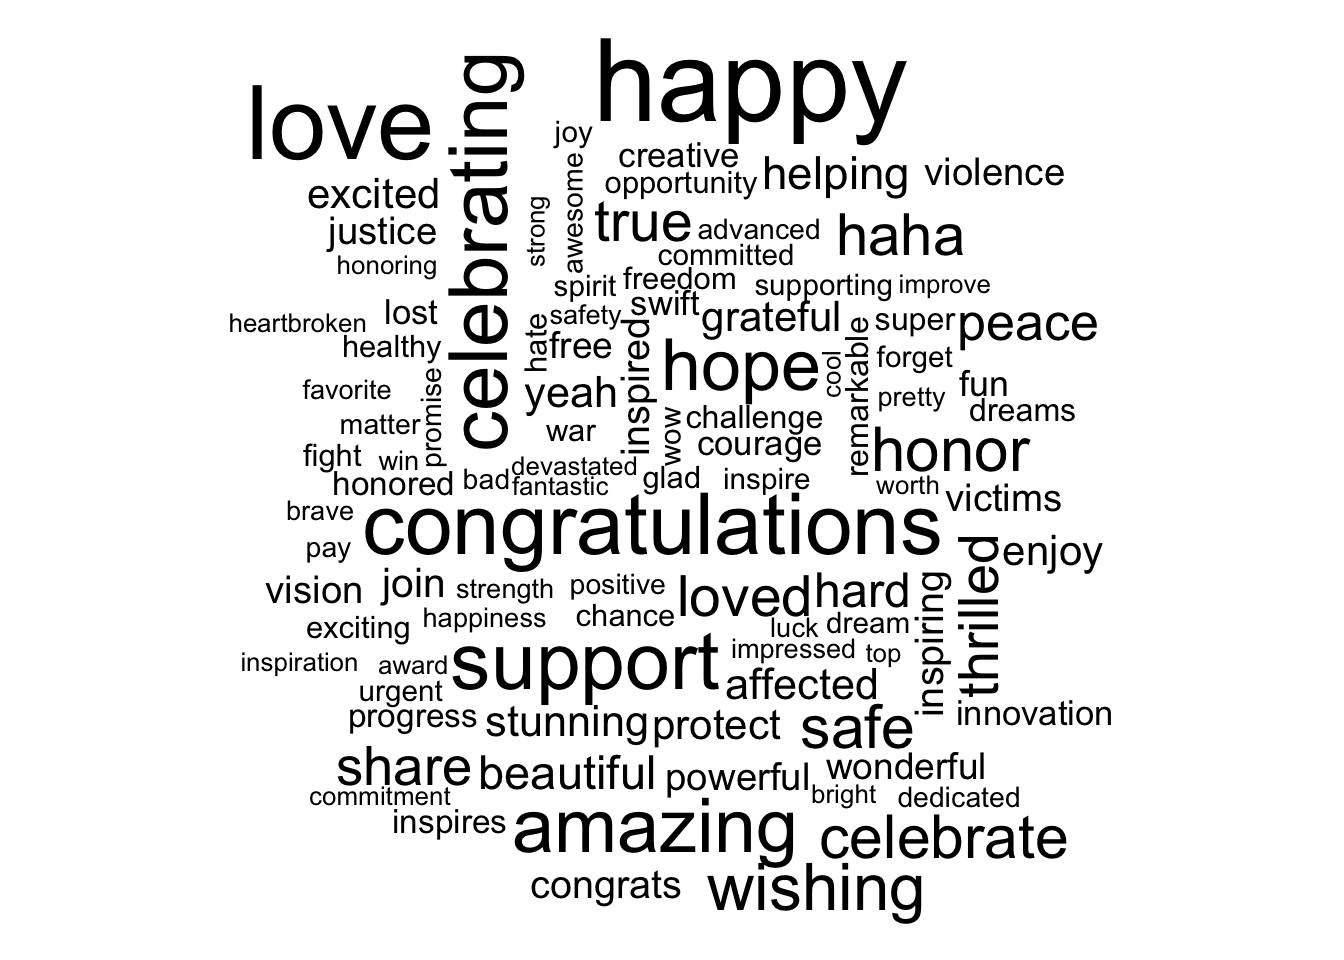 happy
love
celebrating
joy
creative
excited
opportunity
helping
violence
awesome
strong
true
advanced
haha
justice
committed
honoring
freedom
spirit
supporting
improve
swift
heartbroken
lost
safety
grateful
super
peace
healthy
hate
free
inspired
hope
cool
remarkable
forget
favorite
promise
yeah
pretty
fun
dreams
matter
war
wow
challenge
courage
honor
fight
win
devastated
honored
bad
fantastic
glad
inspire
worth
victims
brave
congratulations
pay
thrilled
enjoy
vision
join
strength
positive
loved
hard
inspiring
exciting
happiness
chance
luck
dream
inspiration
award
support
impressed
top
urgent
affected
progress
stunning
protect
safe
innovation
share
beautiful
powerful
wonderful
commitment
bright
dedicated
inspires
amazing
celebrate
congrats
wishing